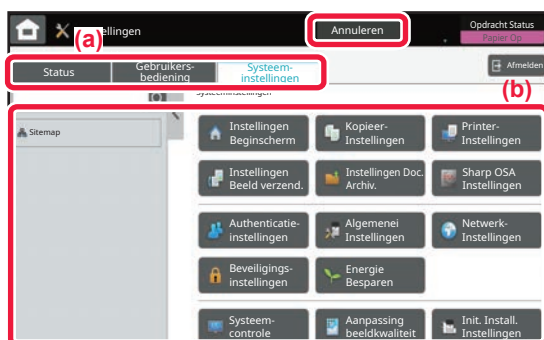 Annuleren
Opdracht Status
Papier Op
(a)
Status
Gebruikers-
bediening
Systeem-
instellingen
Afmelden
(b)
Systeeminstellingen
Sitemap
Instellingen
Beginscherm
Kopieer-
Instellingen
Printer-
Instellingen
Instellingen
Beeld verzend.
Instellingen Doc.
Archiv.
Sharp OSA
Instellingen
Authenticatie-
instellingen
Algemenei
Instellingen
Netwerk-
Instellingen
Beveiligings-
instellingen
Energie
Besparen
Systeem-
controle
Aanpassing
beeldkwaliteit
Init. Install.
Instellingen